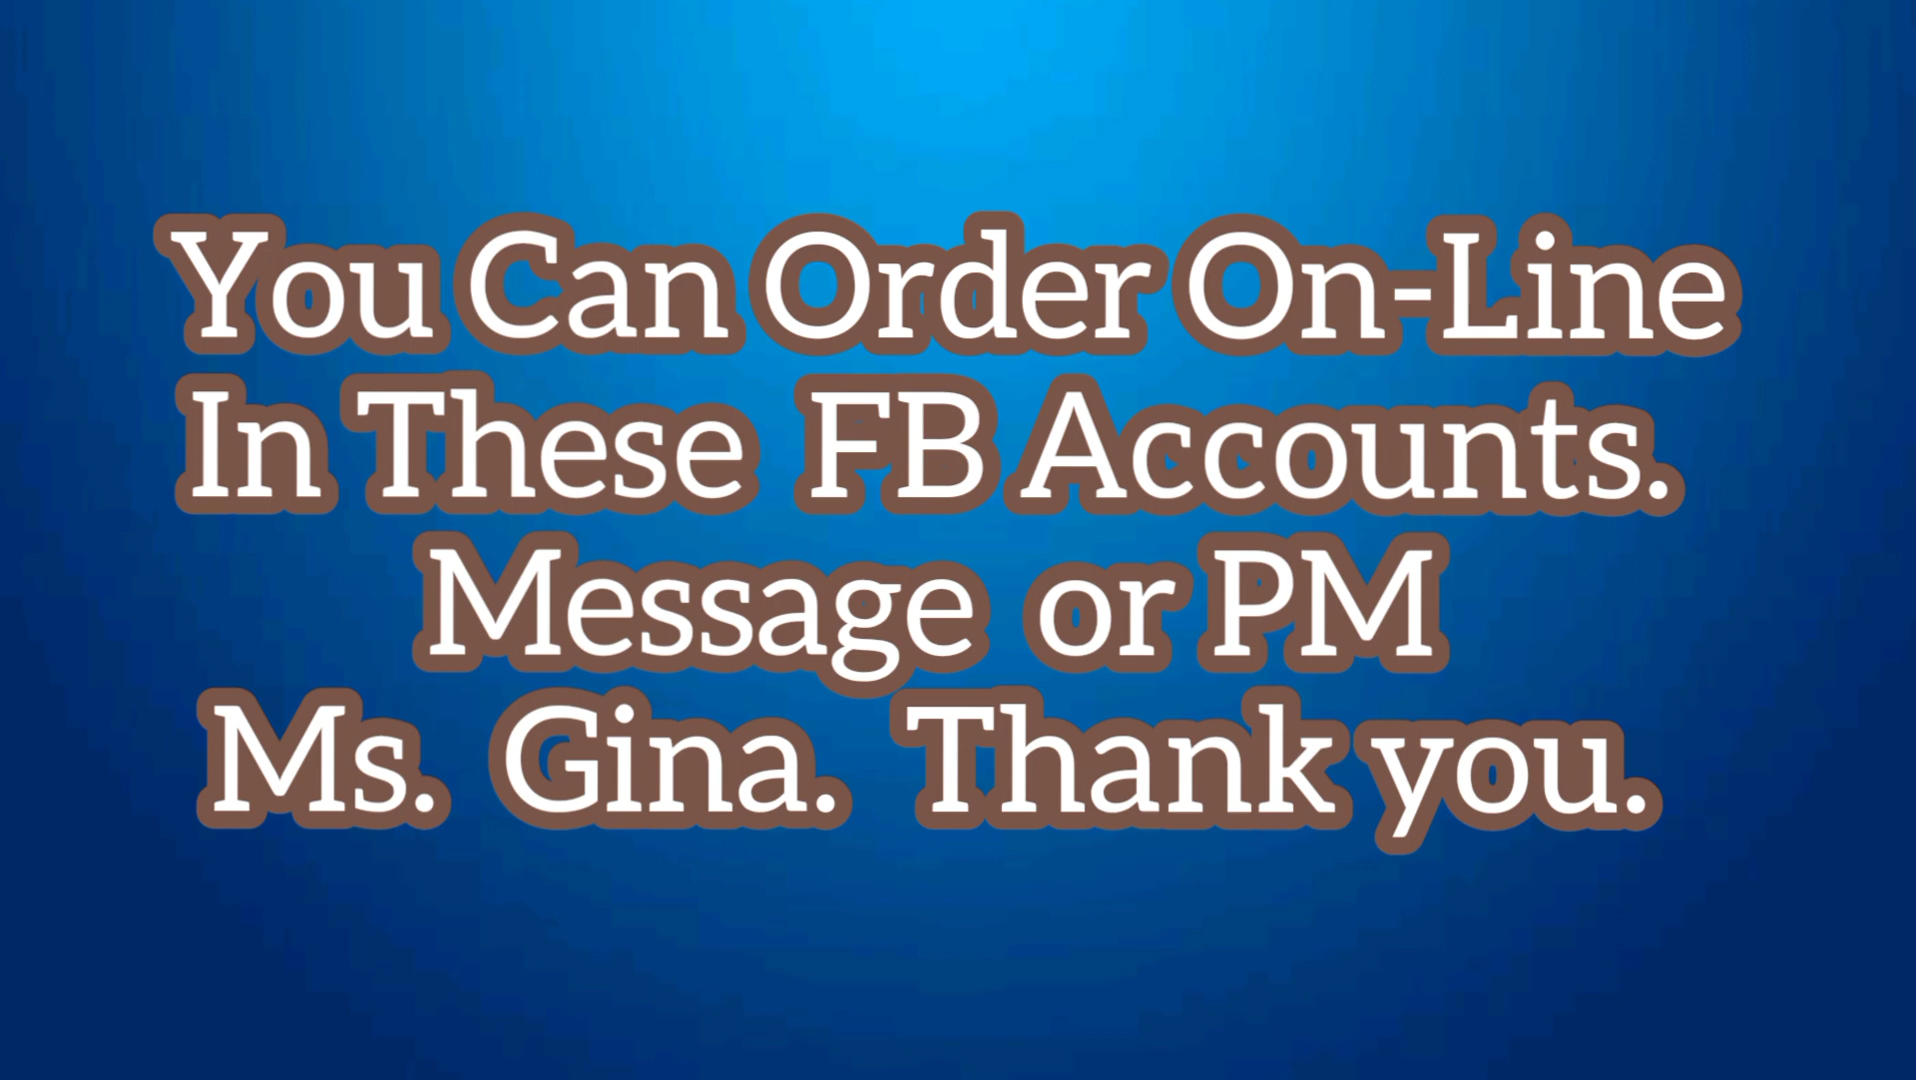 You Can Order On-Line
In These FB Accounts.
Message or PM
Ms. Gina. Thank you.